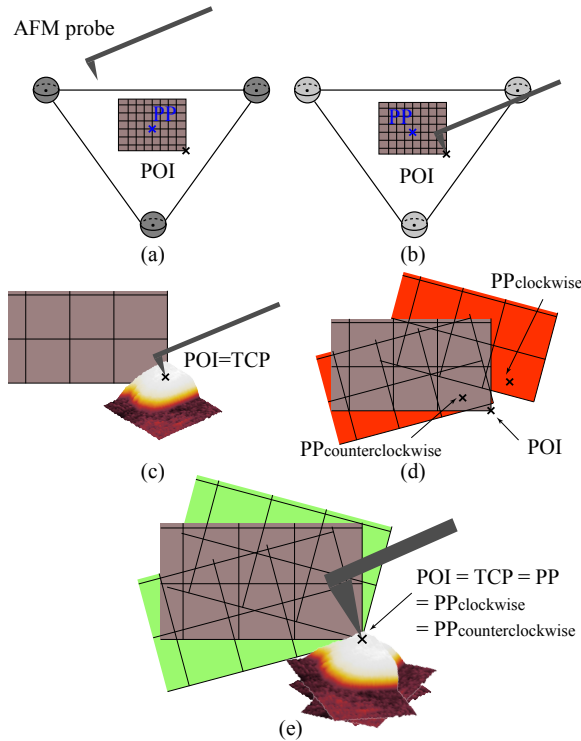 AFM probe
PP
POI
(a)
PP
POI
(b)
POI=TCP
(c)
PPclockwise
PPcounterclockwise
POI
(d)
POI = TCP = PP
= PPclockwise
= PPcounterclockwise
(e)